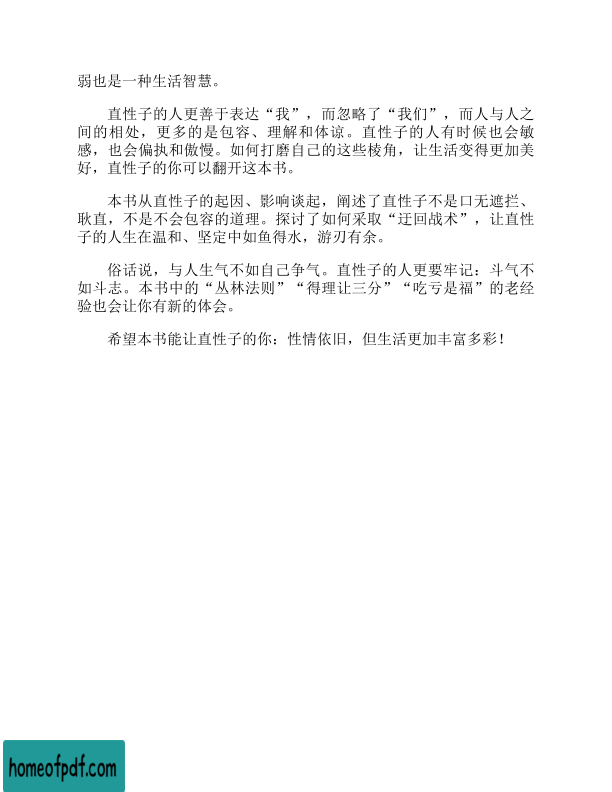 弱也是一种生活智慧。
直性子的人更善于表达“我”，而忽略了“我们”，而人与人之
间的相处，更多的是包容、理解和体谅。直性子的人有时候也会敏
感，也会偏执和傲慢。如何打磨自己的这些棱角，让生活变得更加美
好，直性子的你可以翻开这本书。
本书从直性子的起因、影响谈起，阐述了直性子不是口无遮拦、
耿直，不是不会包容的道理。探讨了如何采取“迂回战术”，让直性
子的人生在温和、坚定中如鱼得水，游刃有余。
俗话说，与人生气不如自己争气。直性子的人更要牢记：斗气不
如斗志。本书中的“丛林法则”“得理让三分”“吃亏是福”的老经
验也会让你有新的体会。
希望本书能让直性子的你：性情依旧，但生活更加丰富多彩！
homeofpdf.com